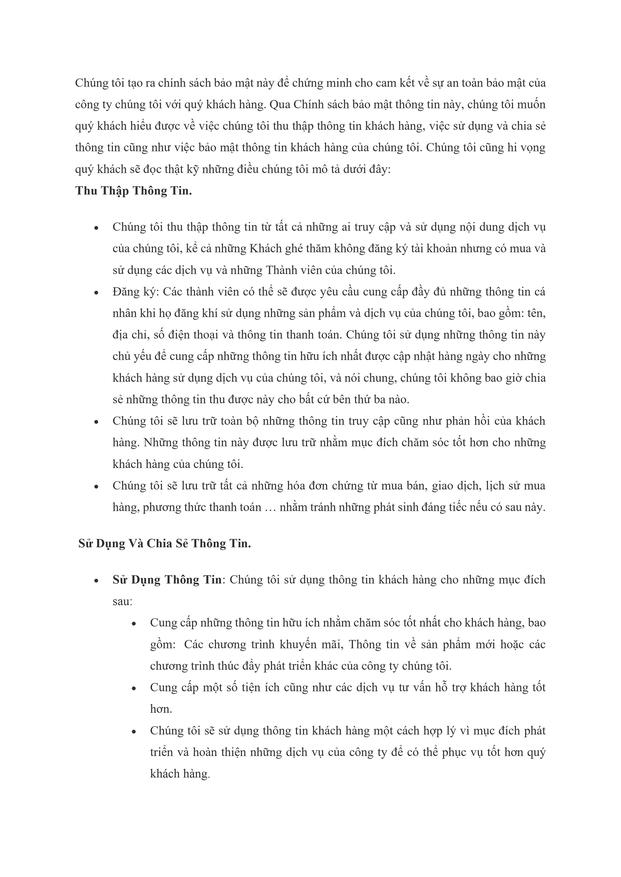 Chúng tôi tạo ra chính sách bảo mật này để chứng minh cho cam kết về sự an toàn bảo mật của
công ty chúng tôi với quý khách hàng. Qua Chính sách bảo mật thông tin này, chúng tôi muốn
quý khách hiểu được về việc chúng tôi thu thập thông tin khách hàng, việc sử dụng và chia sẻ
thông tin cũng như việc bảo mật thông tin khách hàng của chúng tôi. Chúng tôi cũng hi vọng
quý khách sẽ đọc thật kỹ những điều chúng tôi mô tả dưới đây:
Thu Thập Thông Tin.
• Chúng tôi thu thập thông tin từ tất cả những ai truy cập và sử dụng nội dung dịch vụ
của chúng tôi, kể cả những Khách ghé thăm không đăng ký tài khoản nhưng có mua và
sử dụng các dịch vụ và những Thành viên của chúng tôi.
• Đăng ký: Các thành viên có thể sẽ được yêu cầu cung cấp đầy đủ những thông tin cá
nhân khi họ đăng khí sử dụng những sản phẩm và dịch vụ của chúng tôi, bao gồm: tên,
địa chỉ, số điện thoại và thông tin thanh toán. Chúng tôi sử dụng những thông tin này
chủ yếu để cung cấp những thông tin hữu ích nhất được cập nhật hàng ngày cho những
khách hàng sử dụng dịch vụ của chúng tôi, và nói chung, chúng tôi không bao giờ chia
sẻ những thông tin thu được này cho bất cứ bên thứ ba nào.
• Chúng tôi sẽ lưu trữ toàn bộ những thông tin truy cập cũng như phản hồi của khách
hàng. Những thông tin này được lưu trữ nhằm mục đích chăm sóc tốt hơn cho những
khách hàng của chúng tôi.
• Chúng tôi sẽ lưu trữ tất cả những hóa đơn chứng từ mua bán, giao dịch, lịch sử mua
hàng, phương thức thanh toán … nhằm tránh những phát sinh đáng tiếc nếu có sau này.
Sử Dụng Và Chia Sẻ Thông Tin.
• Sử Dụng Thông Tin: Chúng tôi sử dụng thông tin khách hàng cho những mục đích
sau:
• Cung cấp những thông tin hữu ích nhằm chăm sóc tốt nhất cho khách hàng, bao
gồm: Các chương trình khuyến mãi, Thông tin về sản phẩm mới hoặc các
chương trình thúc đẩy phát triển khác của công ty chúng tôi.
• Cung cấp một số tiện ích cũng như các dịch vụ tư vấn hỗ trợ khách hàng tốt
hơn.
• Chúng tôi sẽ sử dụng thông tin khách hàng một cách hợp lý vì mục đích phát
triển và hoàn thiện những dịch vụ của công ty để có thể phục vụ tốt hơn quý
khách hàng.